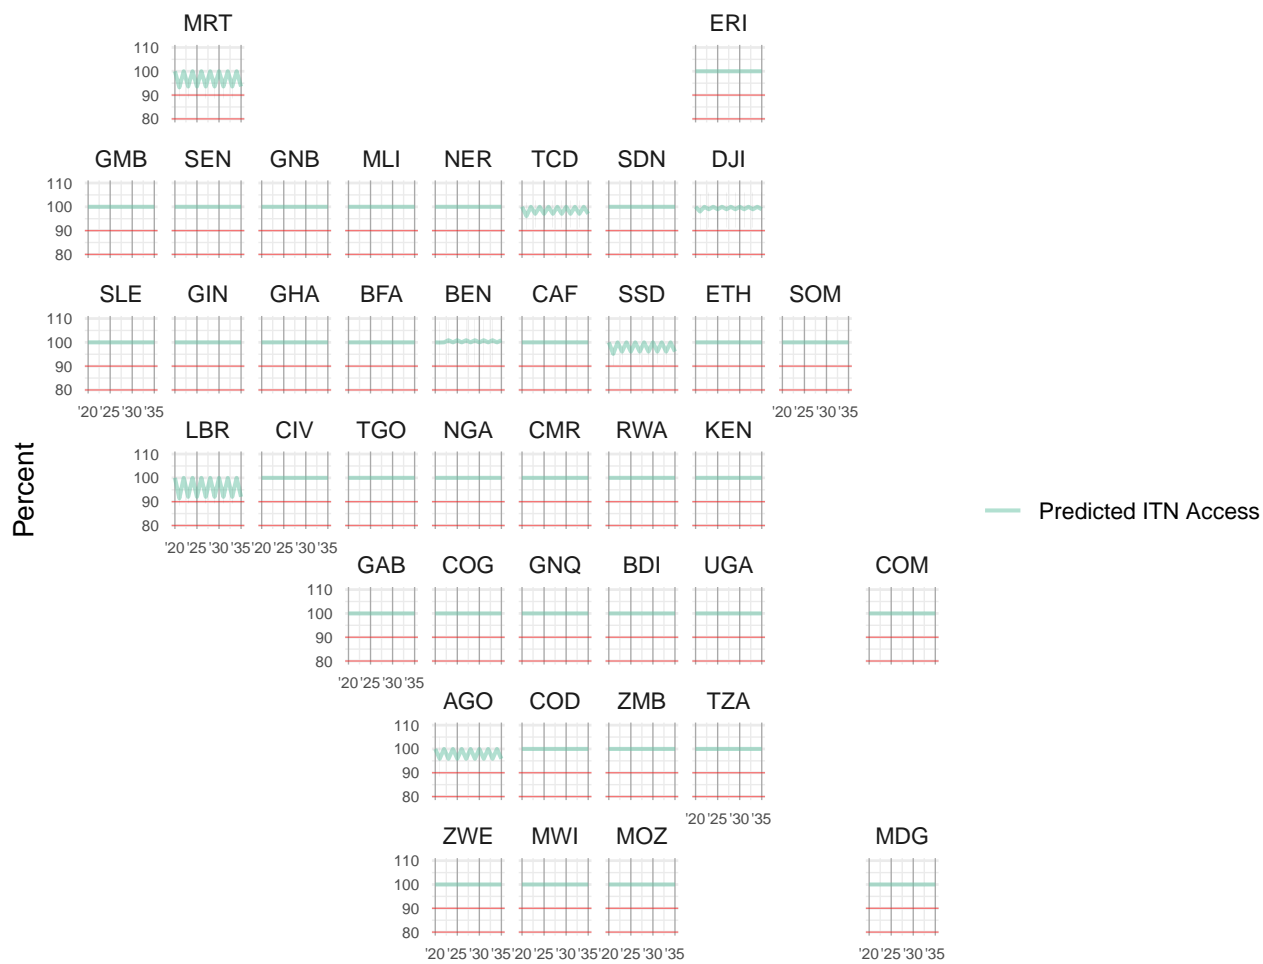 MRT ERI
110
100
90
80
GMB SEN GNB MLI NER TCD SDN DJI
110
100
90
80
SLE GIN GHA BFA BEN CAF SSD ETH SOM
110
100
90
80
'20 '25 '30 '35 '20 '25 '30 '35
LBR CIV TGO NGA CMR RWA KEN
110
100
90
80
'20 '25 '30 '35 '20 '25 '30 '35
Percent
Predicted ITN Access
GAB COG GNQ BDI UGA COM
110
100
90
80
'20 '25 '30 '35
AGO COD ZMB TZA
110
100
90
80
'20 '25 '30 '35
ZWE MWI MOZ MDG
110
100
90
80
'20 '25 '30 '35 '20 '25 '30 '35 '20 '25 '30 '35 '20 '25 '30 '35